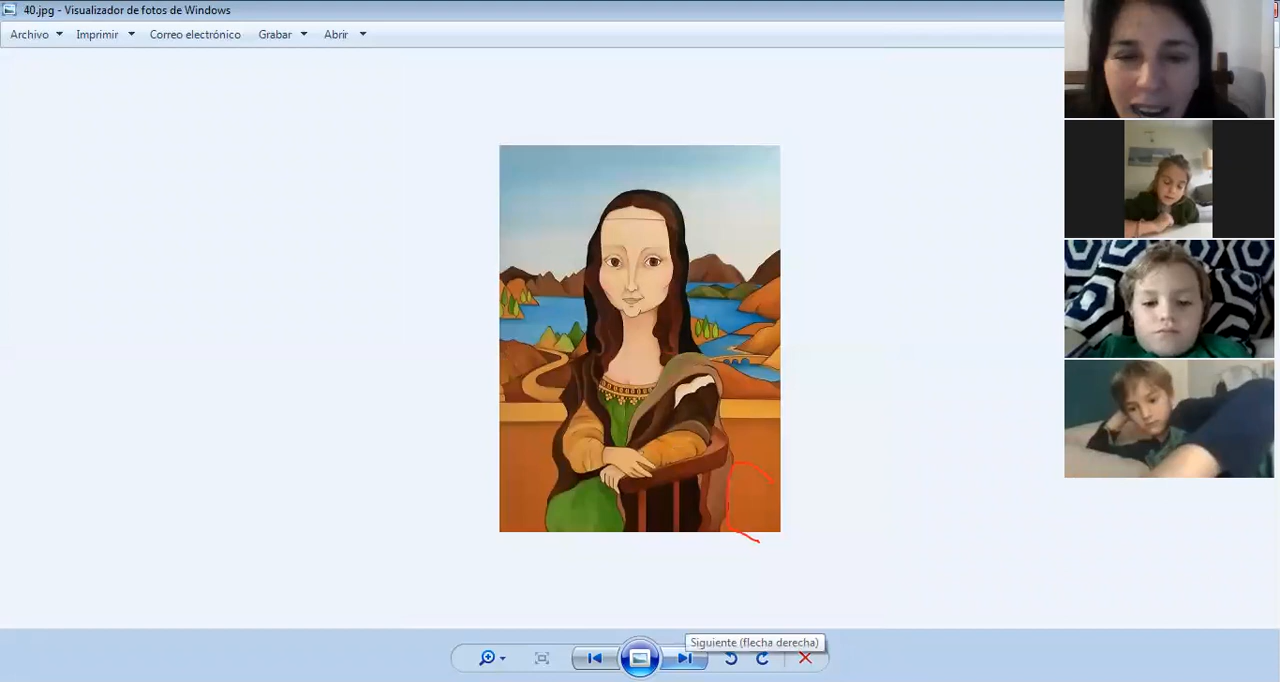 40.jpg - Visualizador de fotos de Windows
Archivo Imprimir Correo electrónico Grabar Abrir
Siguiente (flecha derecha)